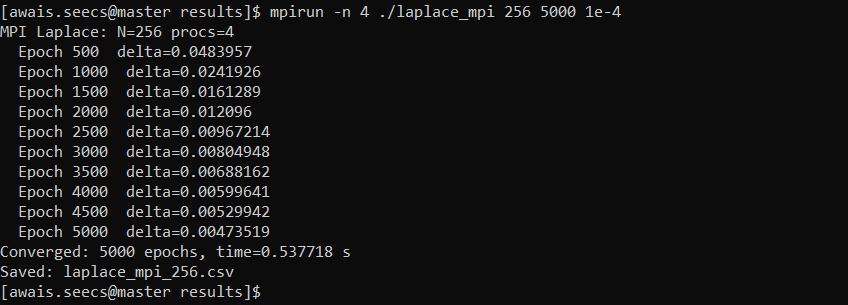 [awais.seecs@master results]$ mpirun -n 4 ./laplace_mpi 256 5000 1e-4
MPI Laplace: N=256 procs=4
  Epoch 500  delta=0.0483957
  Epoch 1000  delta=0.0241926
  Epoch 1500  delta=0.0161289
  Epoch 2000  delta=0.012096
  Epoch 2500  delta=0.00967214
  Epoch 3000  delta=0.00804948
  Epoch 3500  delta=0.00688162
  Epoch 4000  delta=0.00599641
  Epoch 4500  delta=0.00529942
  Epoch 5000  delta=0.00473519
Converged: 5000 epochs, time=0.537718 s
Saved: laplace_mpi_256.csv
[awais.seecs@master results]$